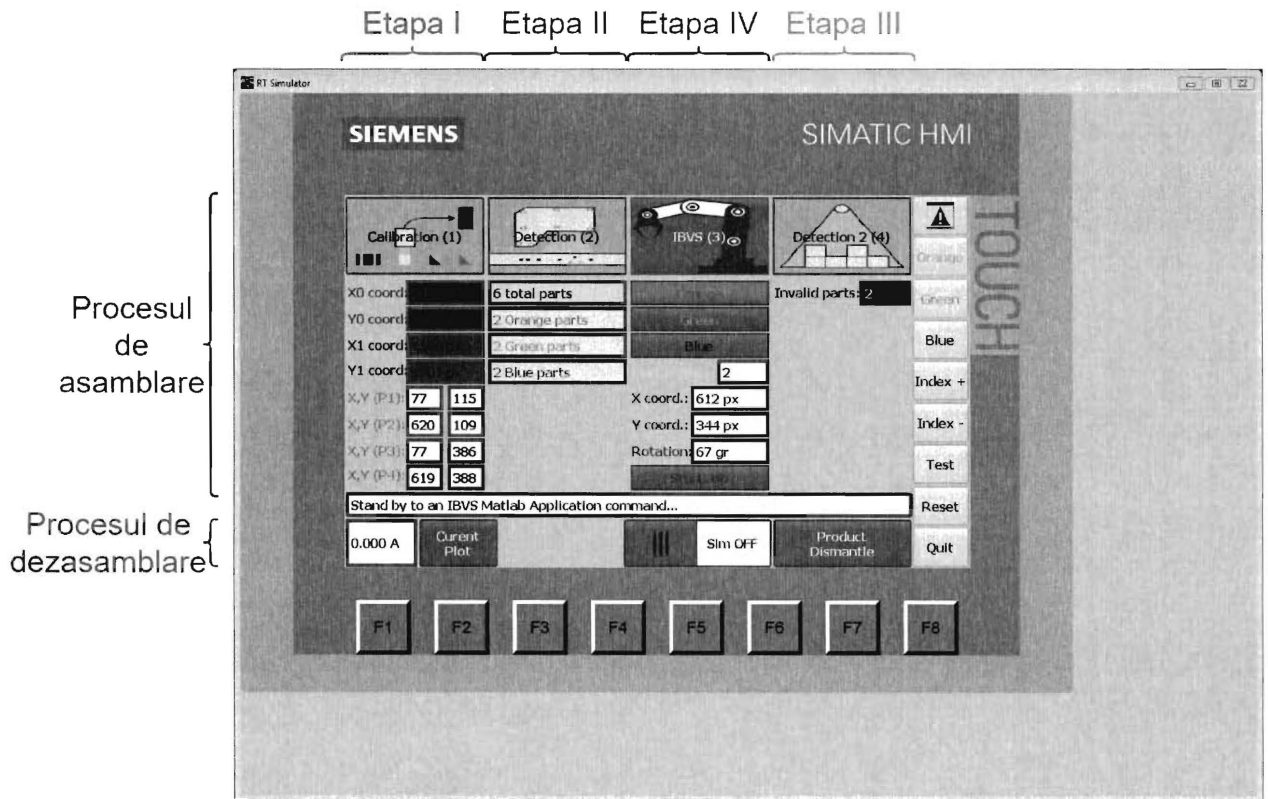 Etapa I Etapa II Etapa IV Etapa III
RT Simulator
SIEMENS SIMATIC HMI
TOUCH
Calibration (1) Detection (2) IBVS (3) Detection 2 (4)
Orange
X0 coord: 6 total parts Invalid parts: 2 Green
Y0 coord: 2 Orange parts Green
X1 coord: 2 Green parts Blue Blue
Y1 coord: 2 Blue parts 2 Index +
X,Y (P1): 77 115 X coord.: 612 px
X,Y (P2): 620 109 Y coord.: 344 px Index -
X,Y (P3): 77 386 Rotation: 67 gr Test
X,Y (P4): 619 388
Stand by to an IBVS Matlab Application command... Reset
0.000 A Curent Plot Sim OFF Product Dismantle Quit
F1 F2 F3 F4 F5 F6 F7 F8
Procesul
de
asamblare
Procesul de
dezasamblare